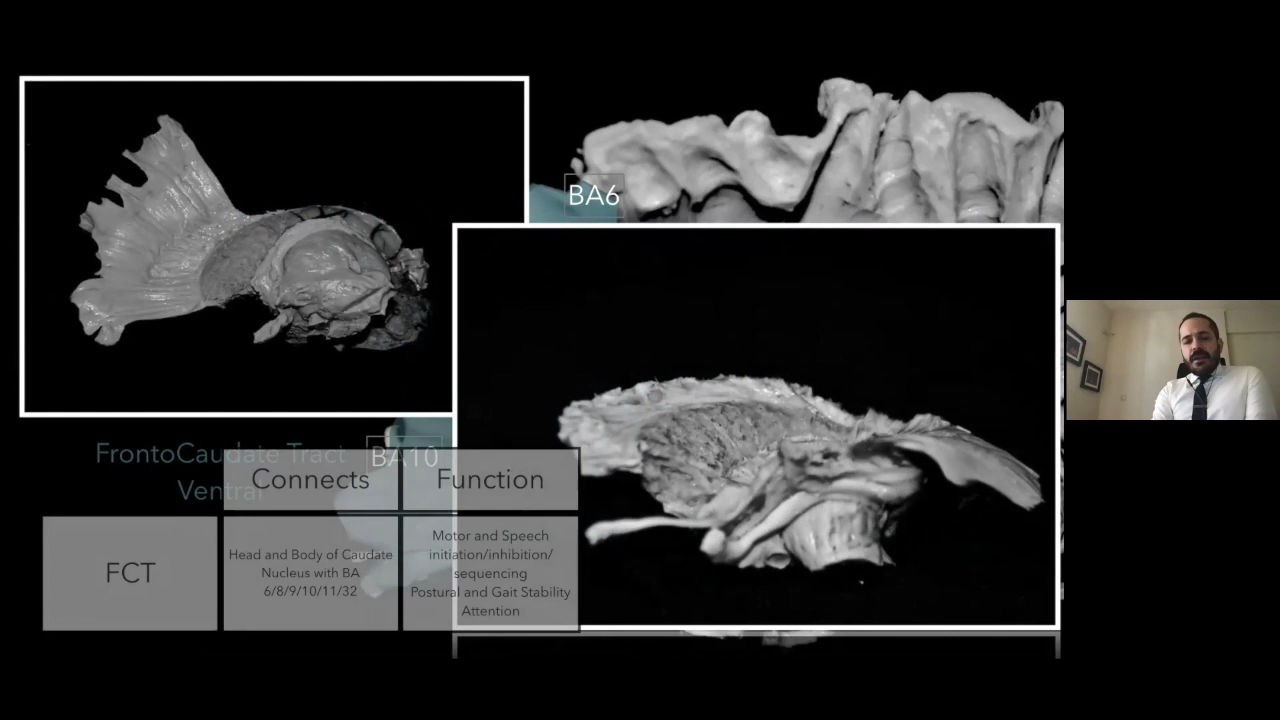 BA6
FrontoCaudate Tract
Ventral
BA10
Connects
Function
FCT
Head and Body of Caudate
Nucleus with BA
6/8/9/10/11/32
Motor and Speech
initiation/inhibition/
sequencing
Postural and Gait Stability
Attention